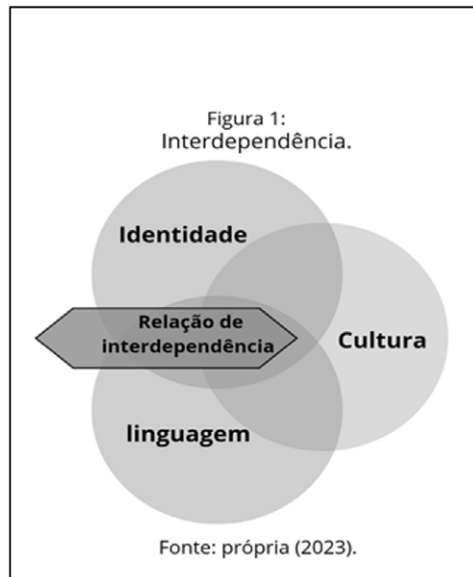 Figura 1:
Interdependência.
Identidade
Relação de
interdependência
Cultura
linguagem
Fonte: própria (2023).